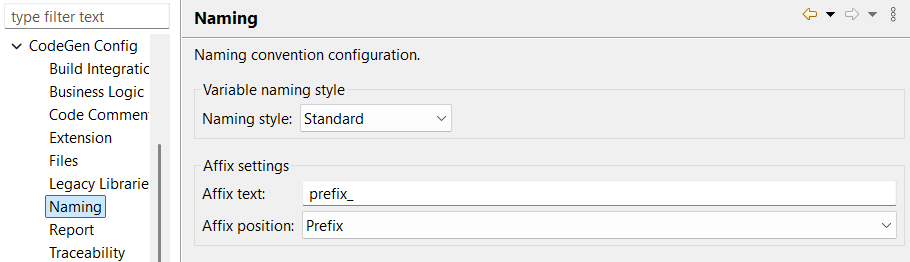 type filter text
CodeGen Config
Build Integratic
Business Logic
Code Commen
Extension
Files
Legacy Librarie
Naming
Report
Traceability
Naming
Naming convention configuration.
Variable naming style
Naming style: Standard
Affix settings
Affix text: prefix_
Affix position: Prefix